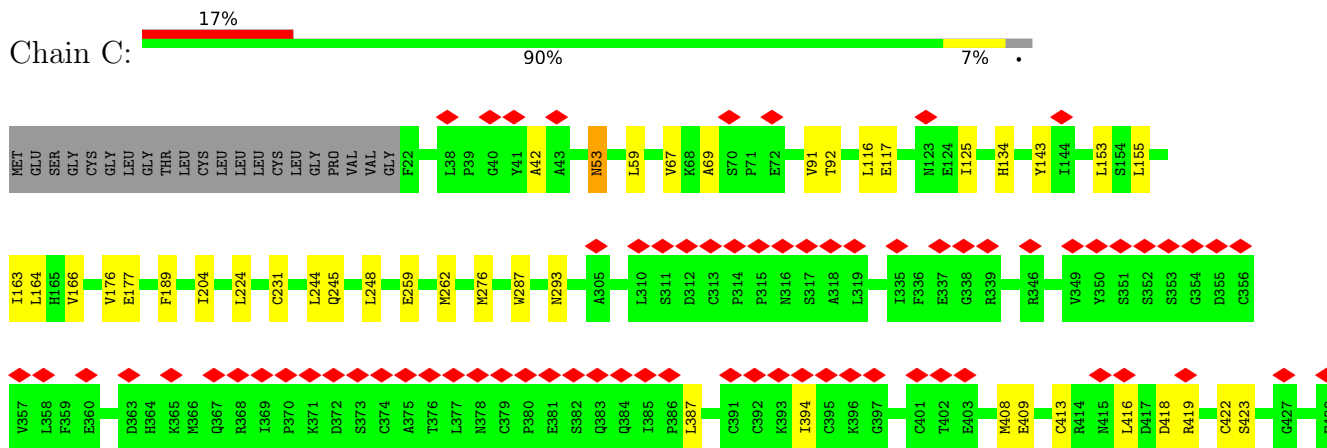 17%
Chain C:
90% 7% •
MET GLU SER GLY CYS GLY LEU LEU GLY THR LEU CYS LEU LEU LEU CYS LEU GLY PRO VAL VAL GLY F22 L38 P39 G40 Y41 A42 A43 N53 L59 V67 K68 A69 S70 P71 E72 V91 T92 L116 E117 N123 E124 I125 H134 Y143 I144 L153 S154 L155
I163 L164 H165 V166 V176 E177 F189 I204 L224 C231 L244 Q245 L248 E259 M262 M276 W287 N293 A305 L310 S311 D312 C313 P314 P315 N316 S317 A318 L319 I335 F336 E337 G338 R339 R346 V349 Y350 S351 S352 S353 G354 D355 C356
V357 L358 F359 E360 D363 H364 K365 M366 Q367 R368 I369 P370 K371 D372 S373 C374 A375 T376 L377 N378 C379 P380 E381 S382 Q383 Q384 I385 P386 L387 C391 C392 K393 I394 C395 K396 G397 C401 T402 E403 M408 E409 C413 R414 N415 L416 D417 D418 R419 C422 S423 G427